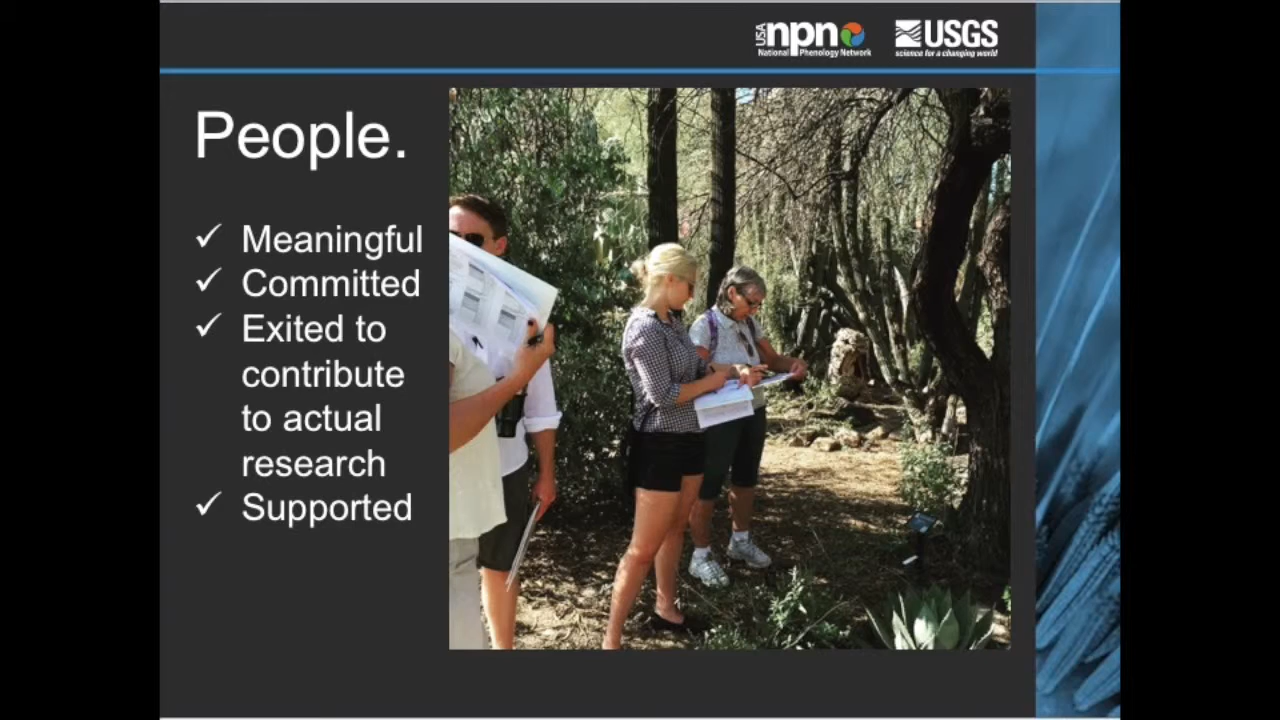 USA npn
National Phenology Network
USGS
science for a changing world
People.
✓ Meaningful
✓ Committed
✓ Exited to
contribute
to actual
research
✓ Supported